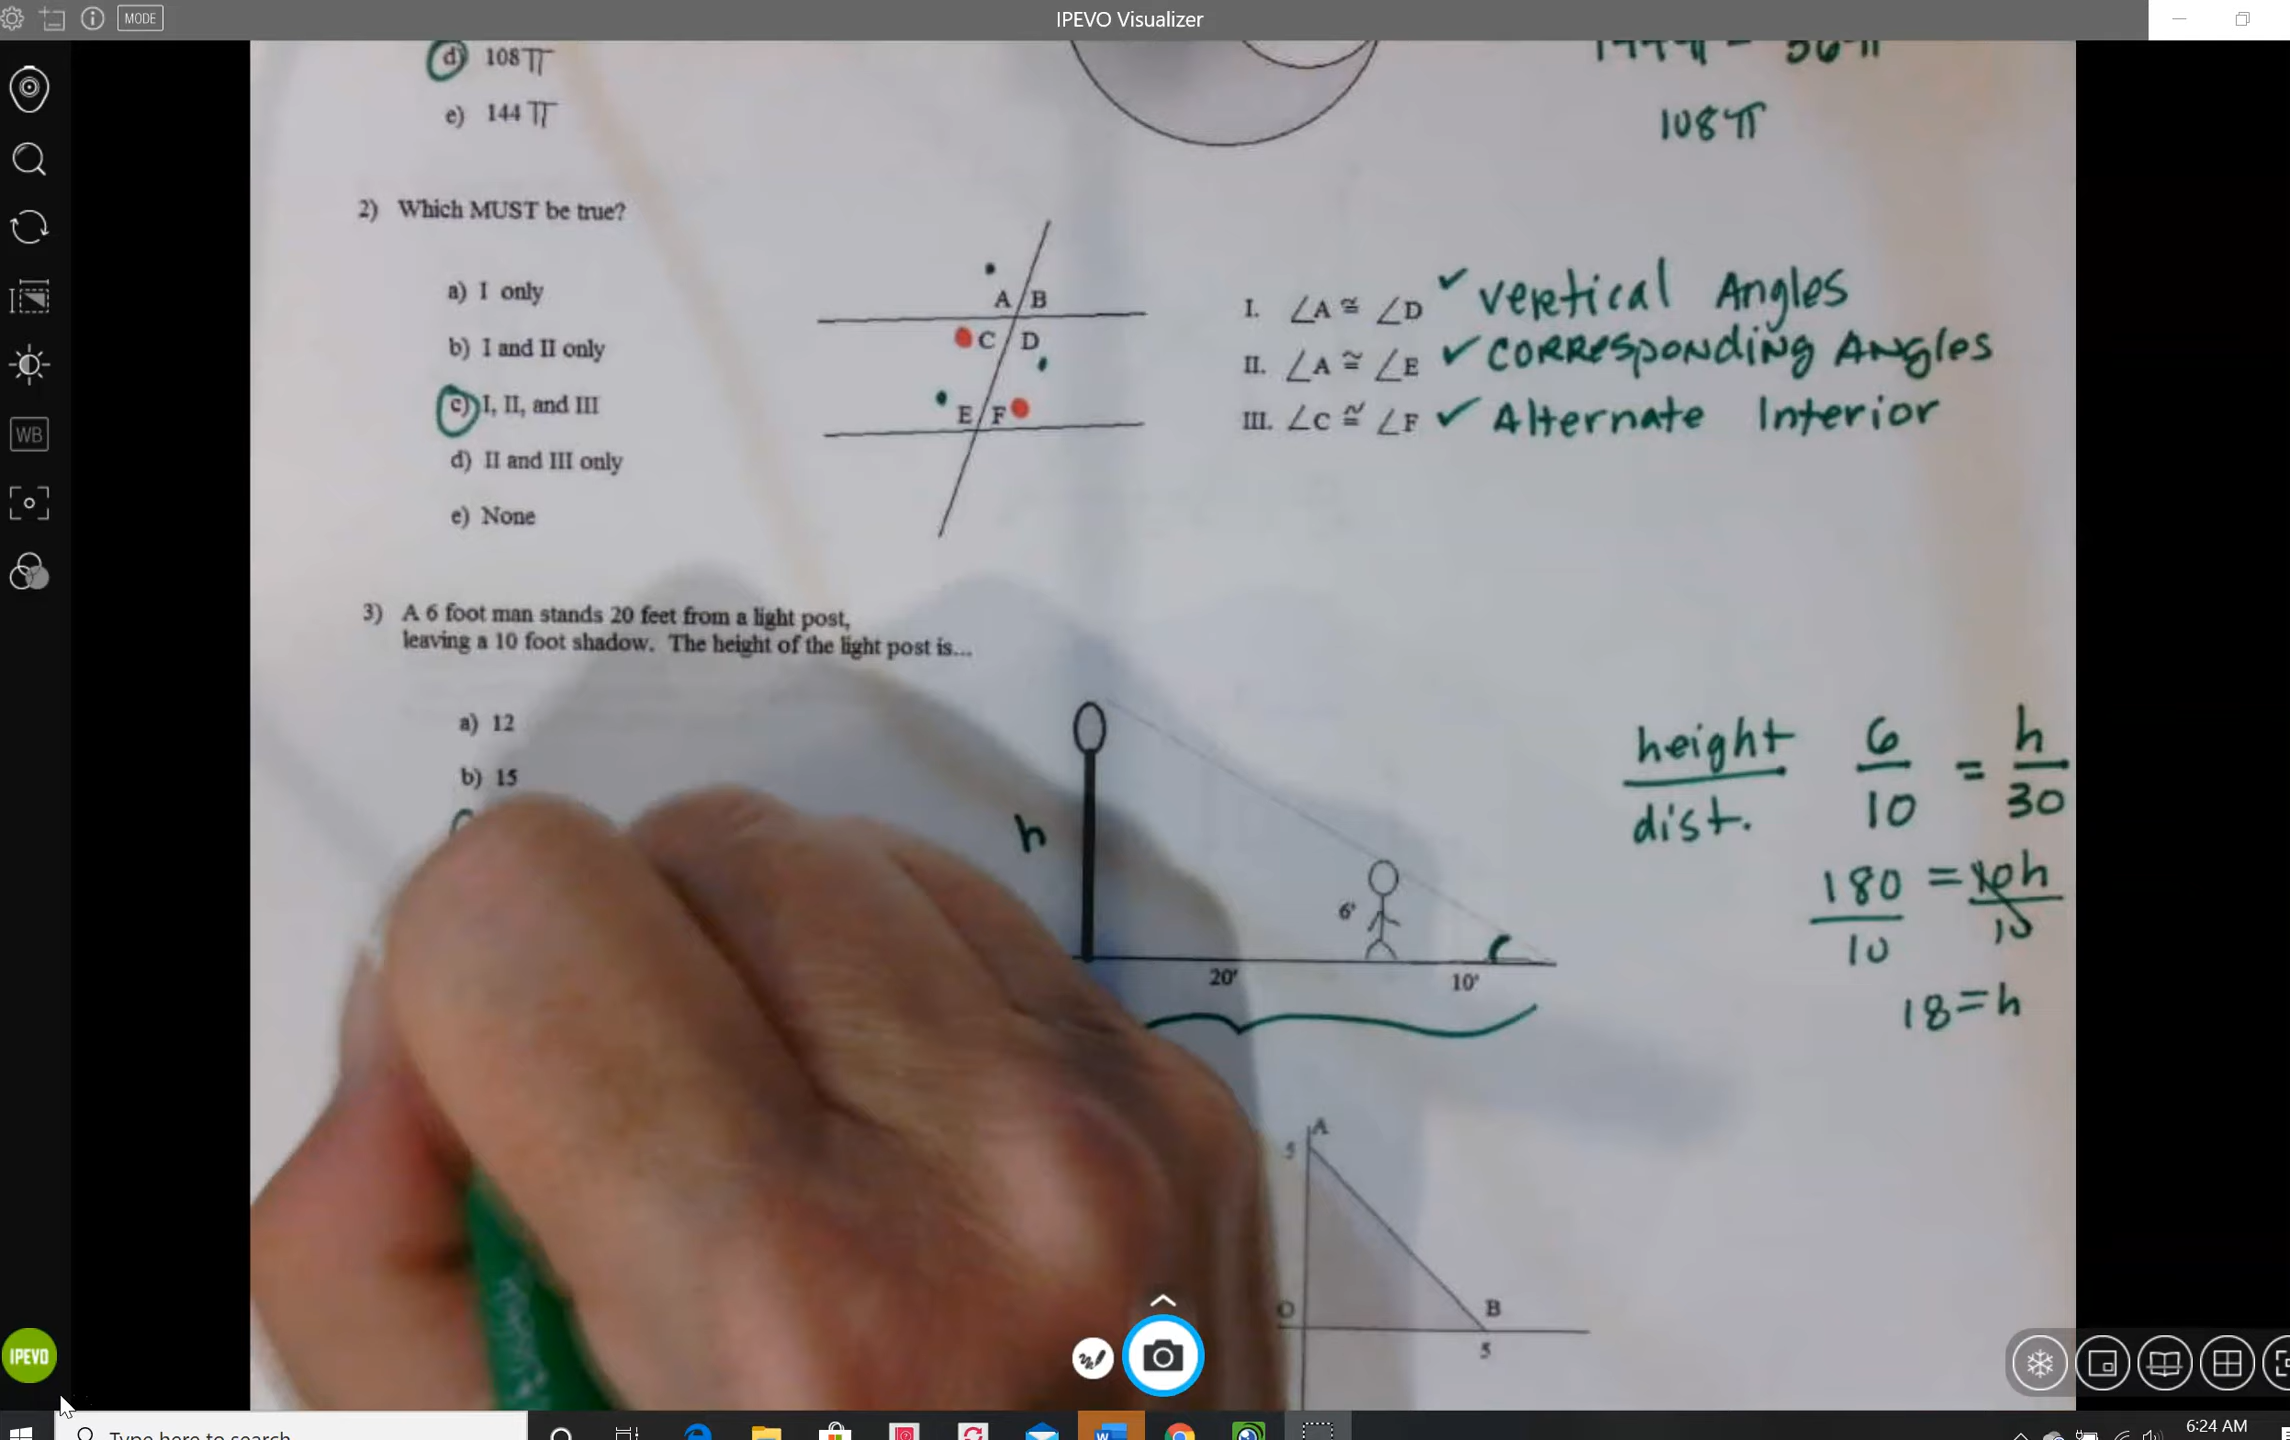 MODE
IPEVO Visualizer
d) 108 π
e) 144 π
108π
2) Which MUST be true?
a) I only
b) I and II only
c) I, II, and III
d) II and III only
e) None
A B
C D
E F
I. ∠A ≅ ∠D ✓ Vertical Angles
II. ∠A ≅ ∠E ✓ Corresponding Angles
III. ∠C ≅ ∠F ✓ Alternate Interior
3) A 6 foot man stands 20 feet from a light post,
leaving a 10 foot shadow. The height of the light post is...
a) 12
b) 15
h
6'
20'
10'
height 6 = h
dist. 10 30
180 = 10h
10 10
18 = h
A
5
O
B
5
WB
IPEVO
Type here to search
6:24 AM